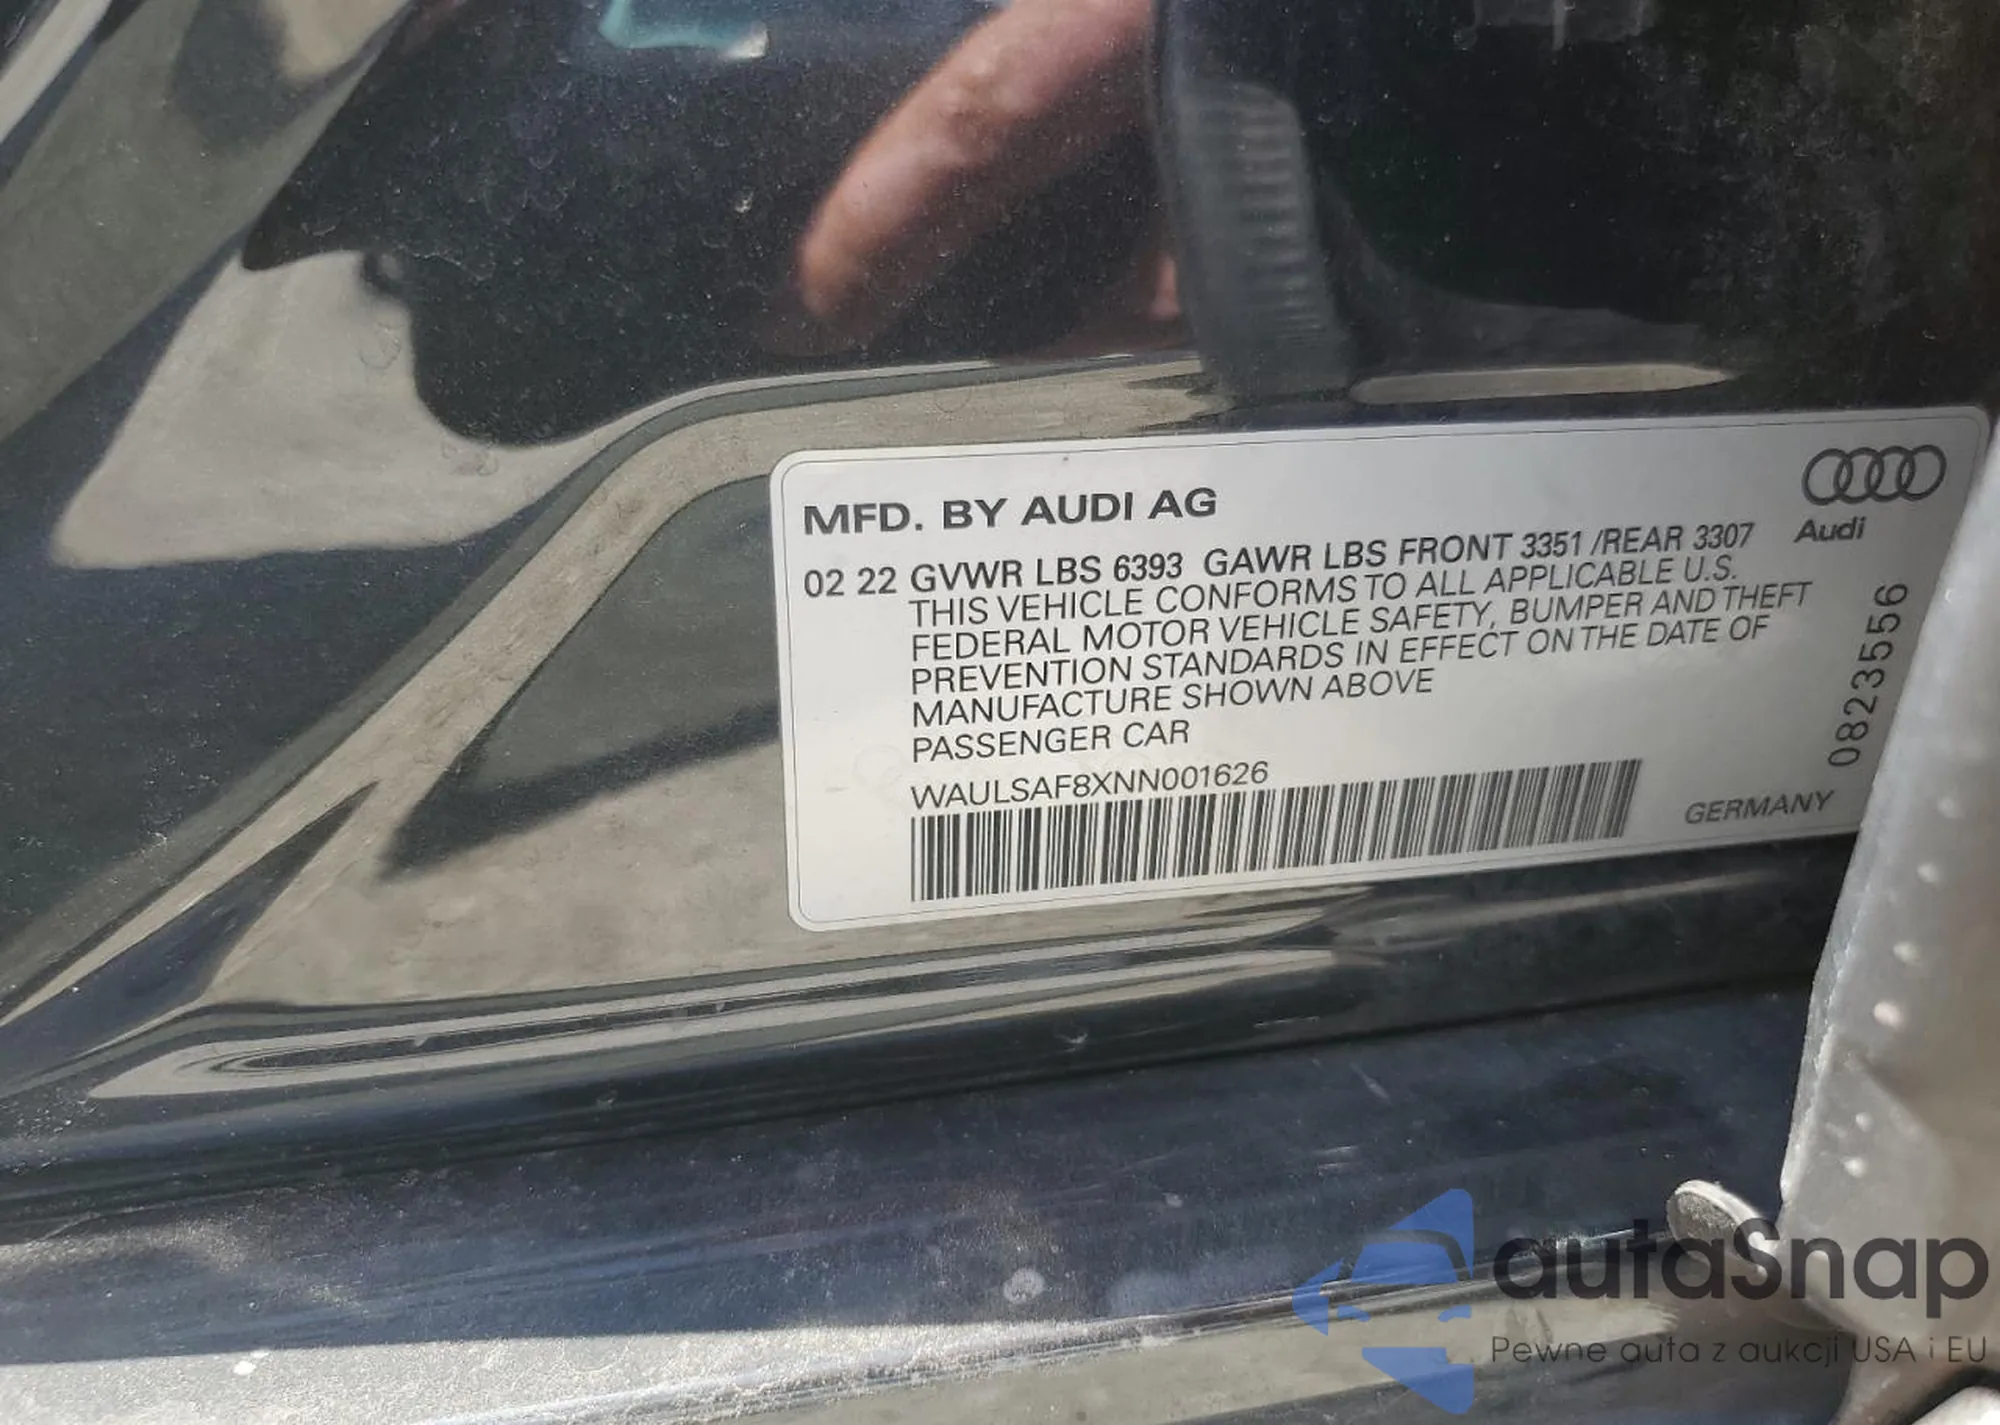 MFD. BY AUDI AG
Audi
02 22 GVWR LBS 6393 GAWR LBS FRONT 3351 /REAR 3307
THIS VEHICLE CONFORMS TO ALL APPLICABLE U.S.
FEDERAL MOTOR VEHICLE SAFETY, BUMPER AND THEFT
PREVENTION STANDARDS IN EFFECT ON THE DATE OF
MANUFACTURE SHOWN ABOVE
PASSENGER CAR
WAULSAF8XNN001626
GERMANY
0823556
autaSnap
Pewne auta z aukcji USA i EU